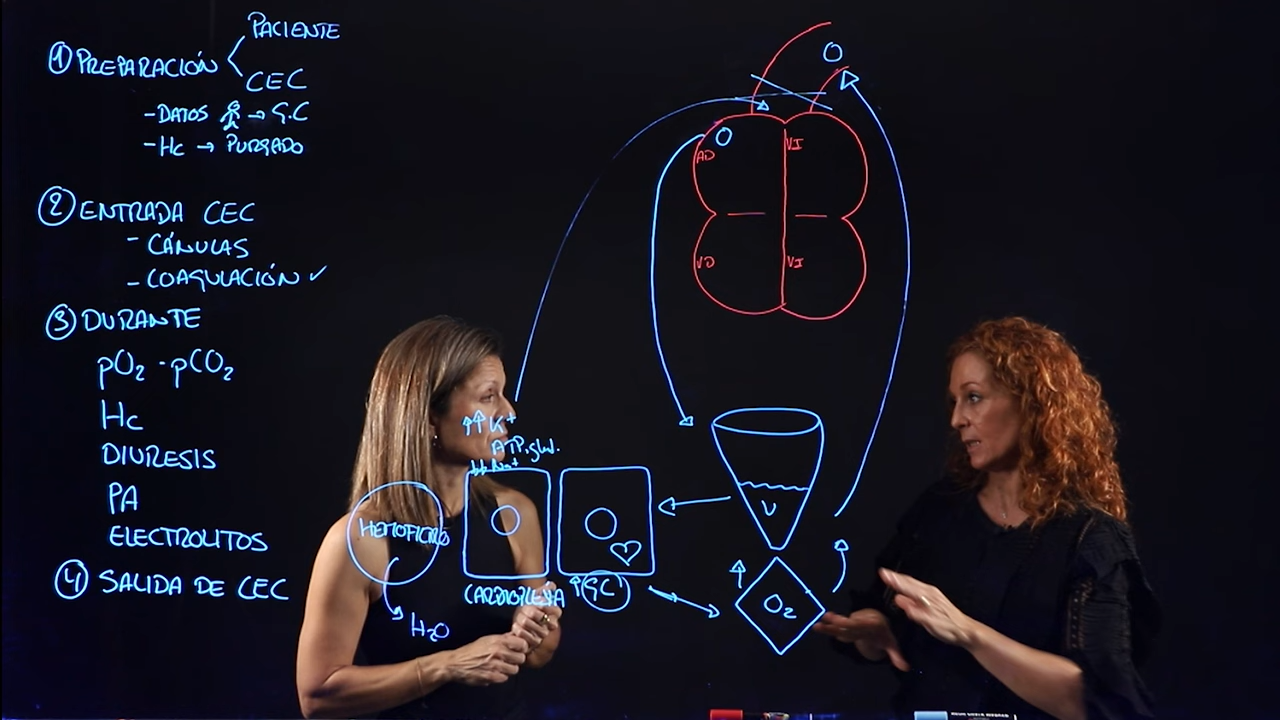 ① PREPARACIÓN
PACIENTE
CEC
- DATOS → G.C
- Hc → PURGADO
② ENTRADA CEC
- CÁNULAS
- COAGULACIÓN ✓
③ DURANTE
pO₂ · pCO₂
Hc
DIURESIS
PA
ELECTROLITOS
④ SALIDA DE CEC
AD
VI
VD
VI
↑↑ K⁺
ATP, glu.
HEMOFILTRO
H₂O
CARDIOPLEJIA
↑GC
V
O₂